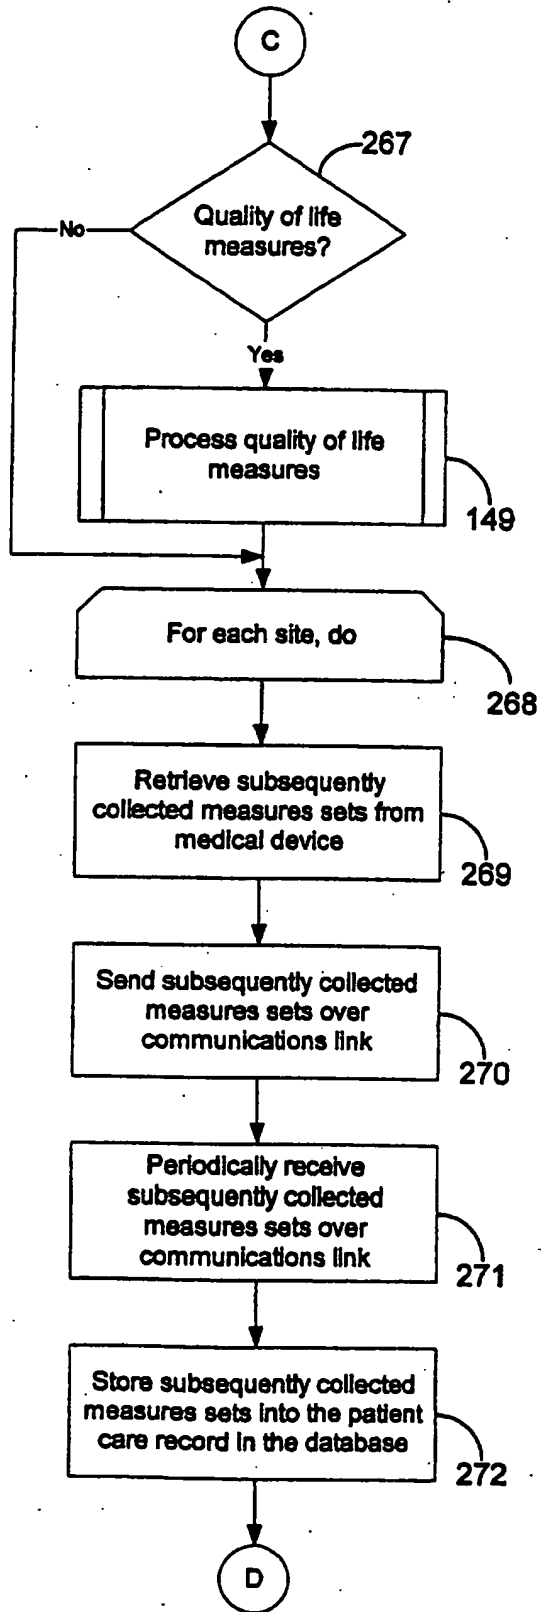 C
267
Quality of life
measures?
No
Yes
Process quality of life
measures
149
For each site, do
268
Retrieve subsequently
collected measures sets from
medical device
269
Send subsequently collected
measures sets over
communications link
270
Periodically receive
subsequently collected
measures sets over
communications link
271
Store subsequently collected
measures sets into the patient
care record in the database
272
D